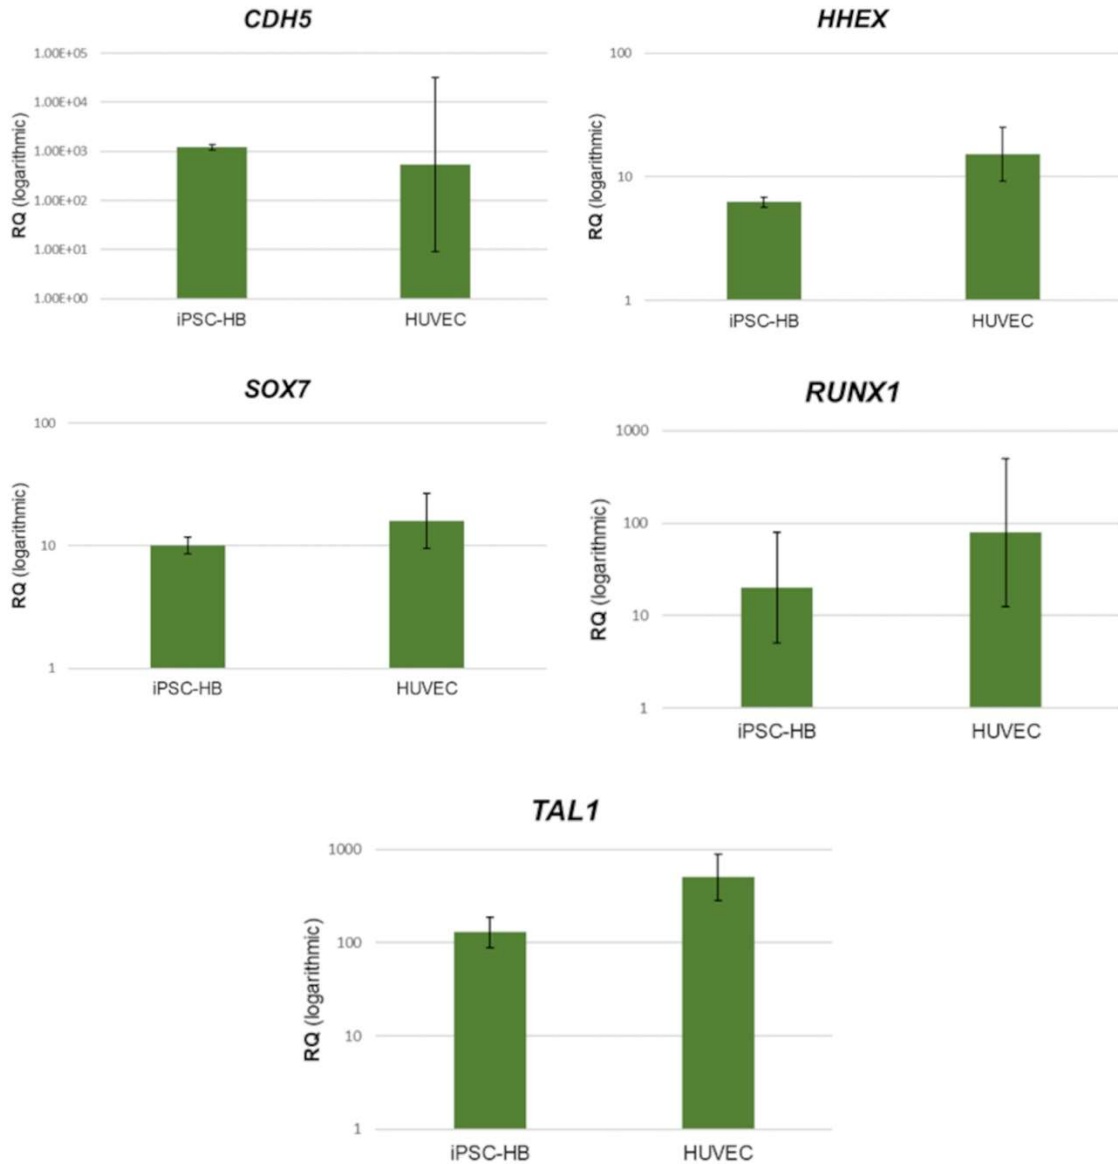 CDH5
1.00E+05
1.00E+04
1.00E+03
1.00E+02
1.00E+01
1.00E+00
RQ (logarithmic)
iPSC-HB HUVEC
HHEX
100
10
1
RQ (logarithmic)
iPSC-HB HUVEC
SOX7
100
10
1
RQ (logarithmic)
iPSC-HB HUVEC
RUNX1
1000
100
10
1
RQ (logarithmic)
iPSC-HB HUVEC
TAL1
1000
100
10
1
RQ (logarithmic)
iPSC-HB HUVEC